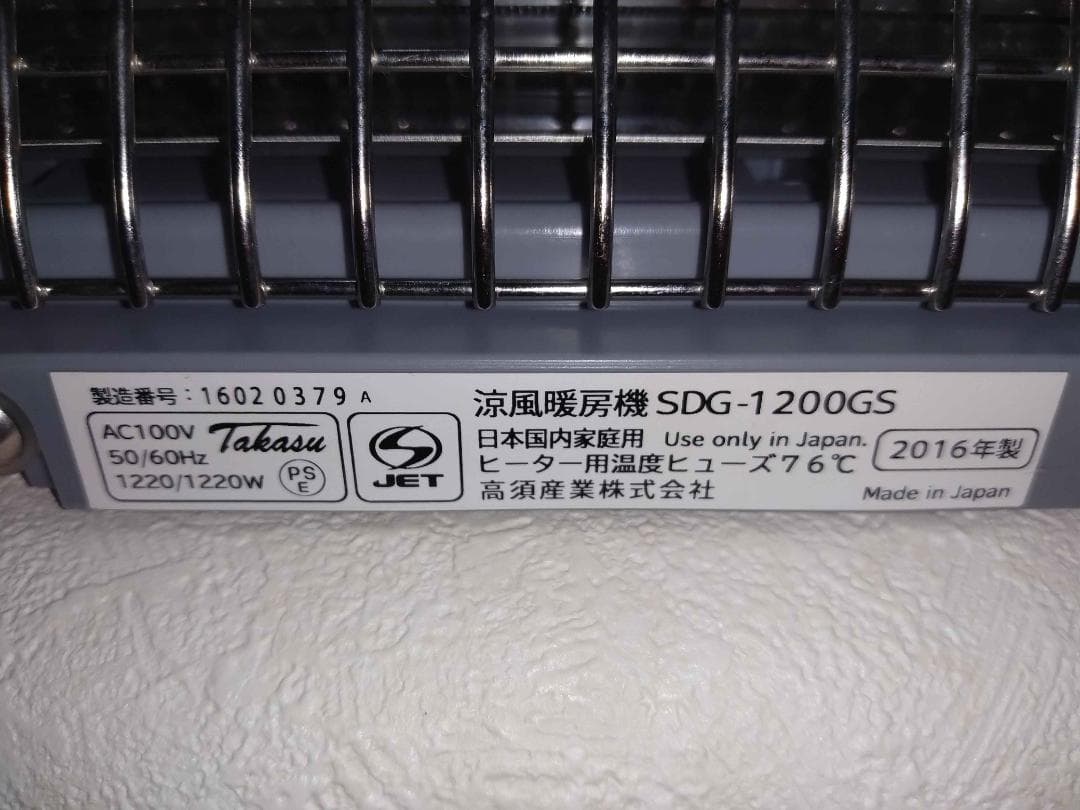 製造番号：16020379 A
AC100V Takasu
50/60Hz
1220/1220W PSE
JET
涼風暖房機 SDG-1200GS
日本国内家庭用 Use only in Japan.
ヒーター用温度ヒューズ76℃
高須産業株式会社
2016年製
Made in Japan